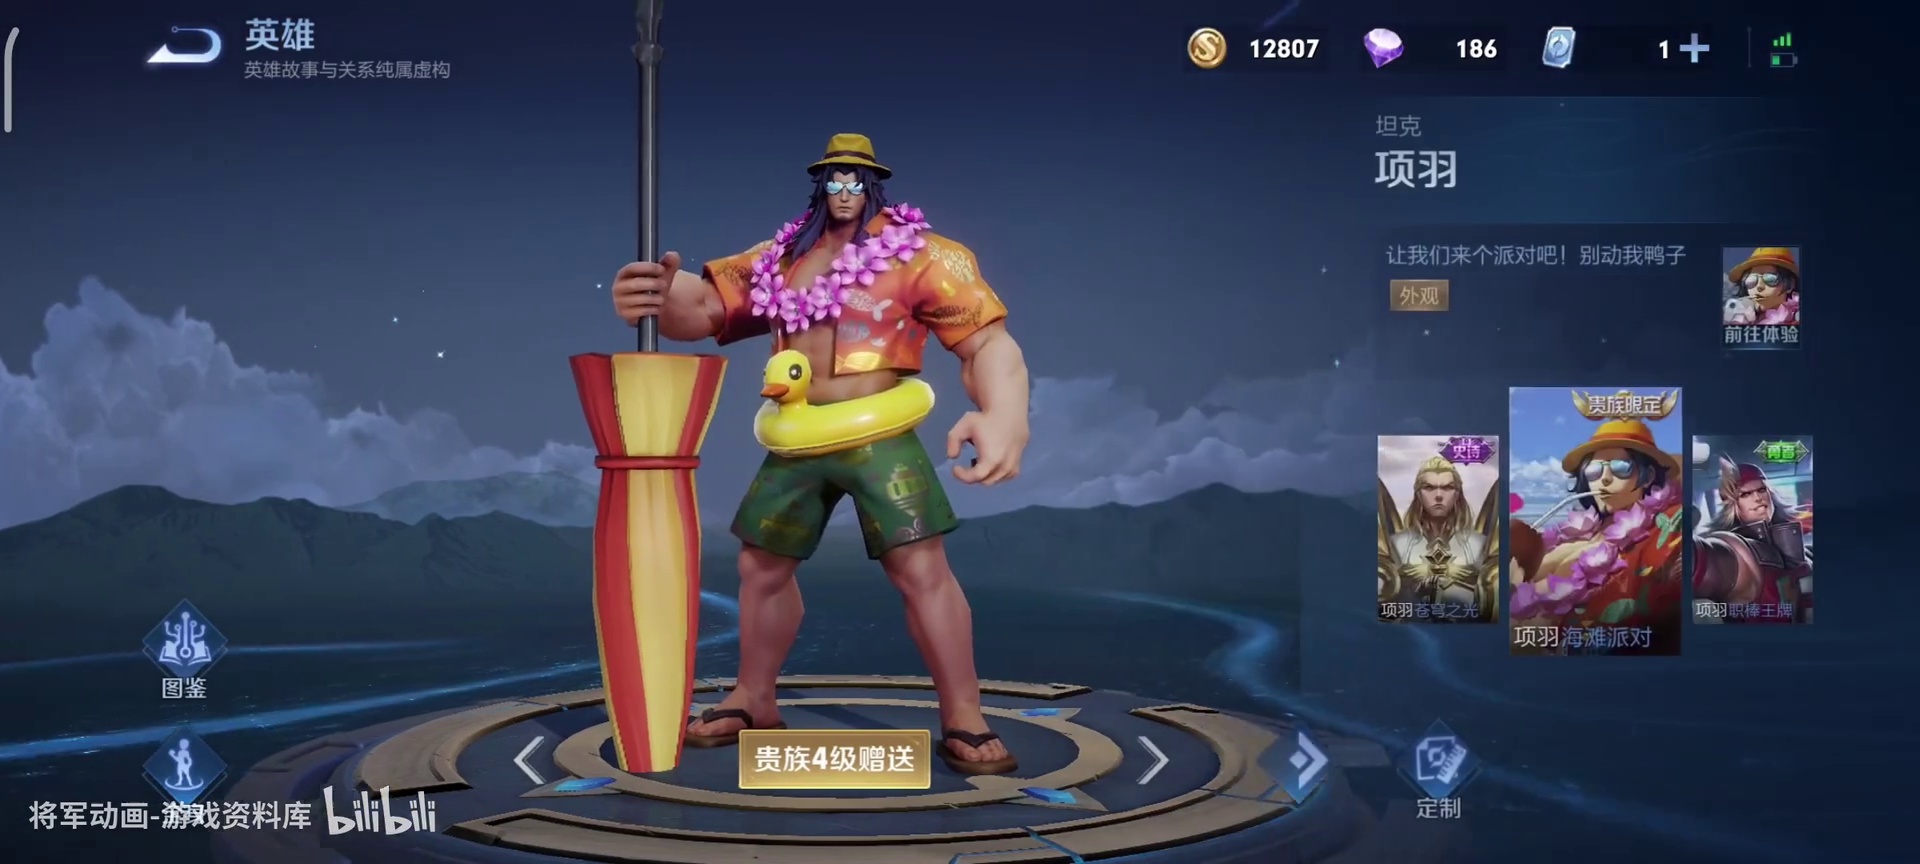 英雄
英雄故事与关系纯属虚构
12807
186
1
坦克
项羽
让我们来个派对吧！别动我鸭子
外观
前往体验
史诗
贵族限定
勇者
项羽苍穹之光
项羽海滩派对
项羽职棒王牌
图鉴
贵族4级赠送
定制
将军动画-游戏资料库 bilibili